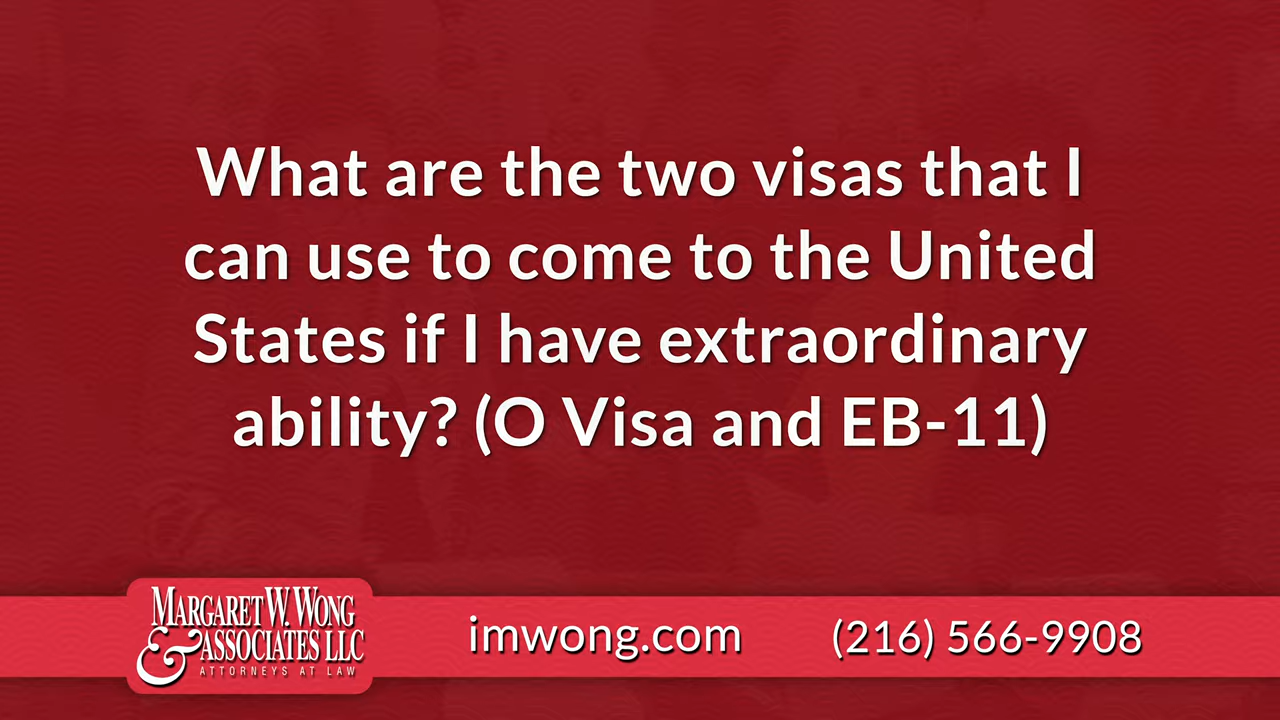 What are the two visas that I
can use to come to the United
States if I have extraordinary
ability? (O Visa and EB-11)
MARGARET W. WONG
& ASSOCIATES LLC
ATTORNEYS AT LAW
imwong.com
(216) 566-9908